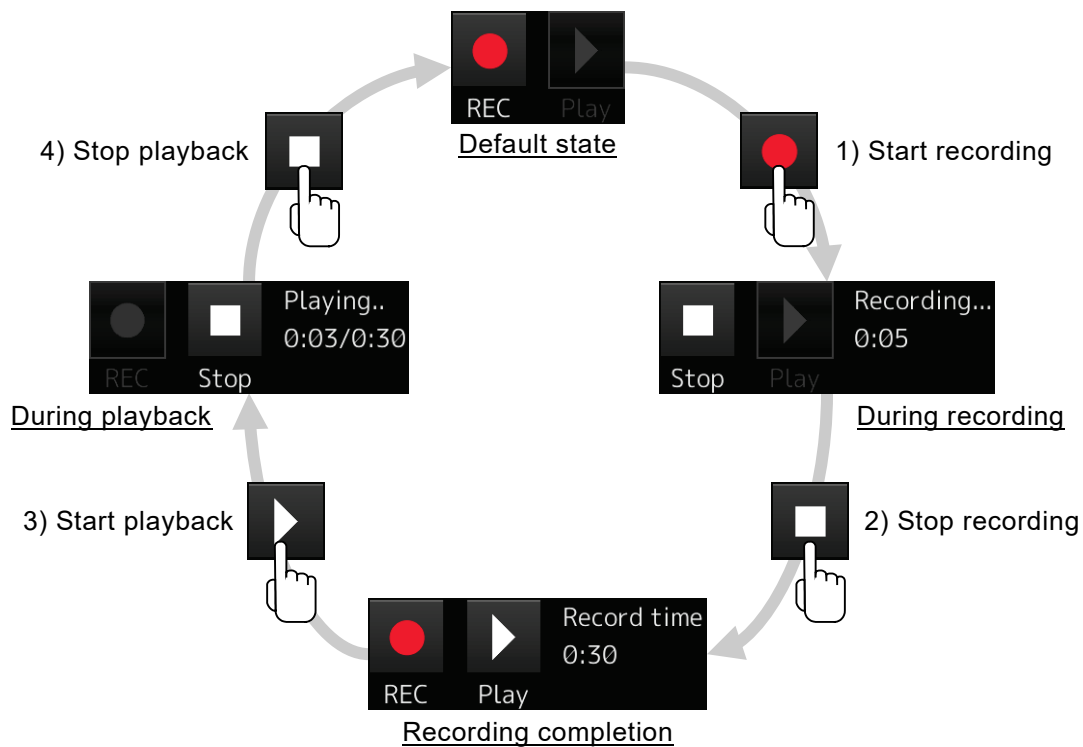 REC Play
Default state
4) Stop playback
1) Start recording
Playing..
0:03/0:30
REC Stop
During playback
Recording...
0:05
Stop Play
During recording
3) Start playback
2) Stop recording
Record time
0:30
REC Play
Recording completion